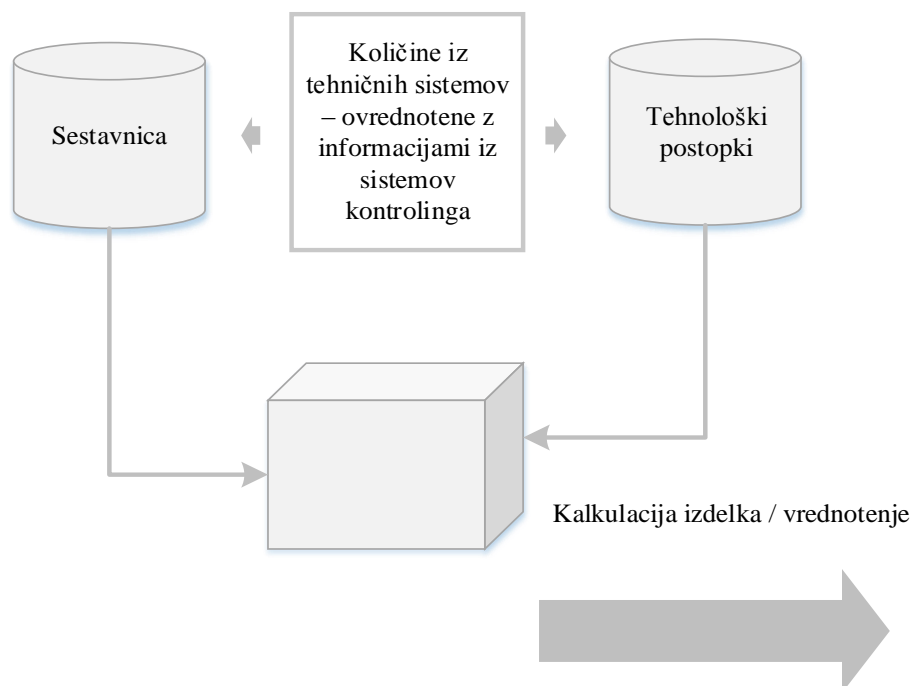 Sestavnica
Količine iz
tehničnih sistemov
– ovrednotene z
informacijami iz
sistemov
kontrolinga
Tehnološki
postopki
Kalkulacija izdelka / vrednotenje